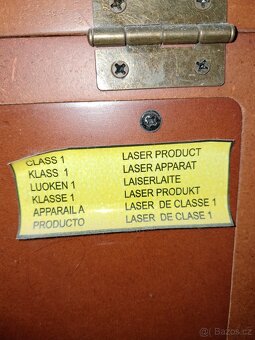 CLASS 1 LASER PRODUCT
KLASS 1 LASER APPARAT
LUOKEN 1 LAISERLAITE
KLASSE 1 LASER PRODUKT
APPARAILA LASER DE CLASSE 1
PRODUCTO LASER DE CLASE 1
Bazos.cz